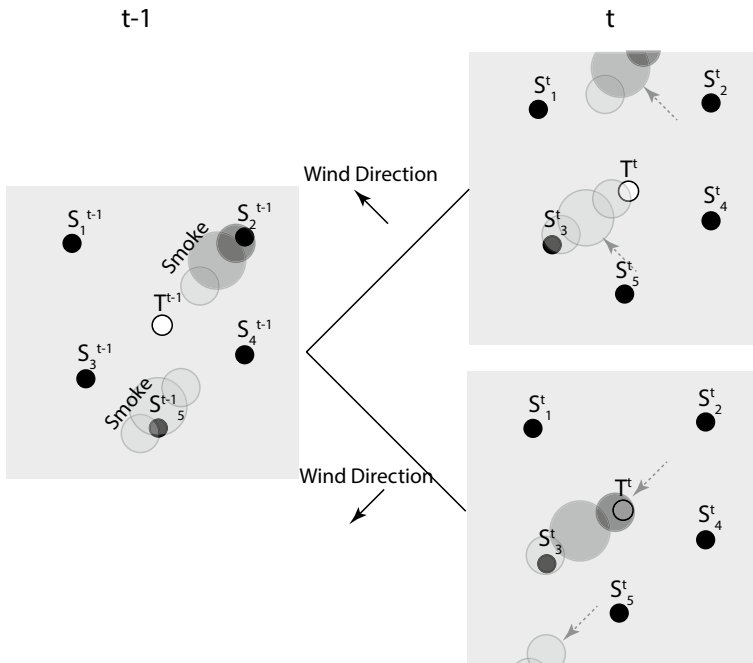 t-1
t
S₁ᵗ⁻¹
S₂ᵗ⁻¹
Smoke
Tᵗ⁻¹
S₃ᵗ⁻¹
S₄ᵗ⁻¹
Smoke
S₅ᵗ⁻¹
Wind Direction
Wind Direction
S₁ᵗ
S₂ᵗ
Tᵗ
S₃ᵗ
S₄ᵗ
S₅ᵗ
S₁ᵗ
S₂ᵗ
Tᵗ
S₃ᵗ
S₄ᵗ
S₅ᵗ